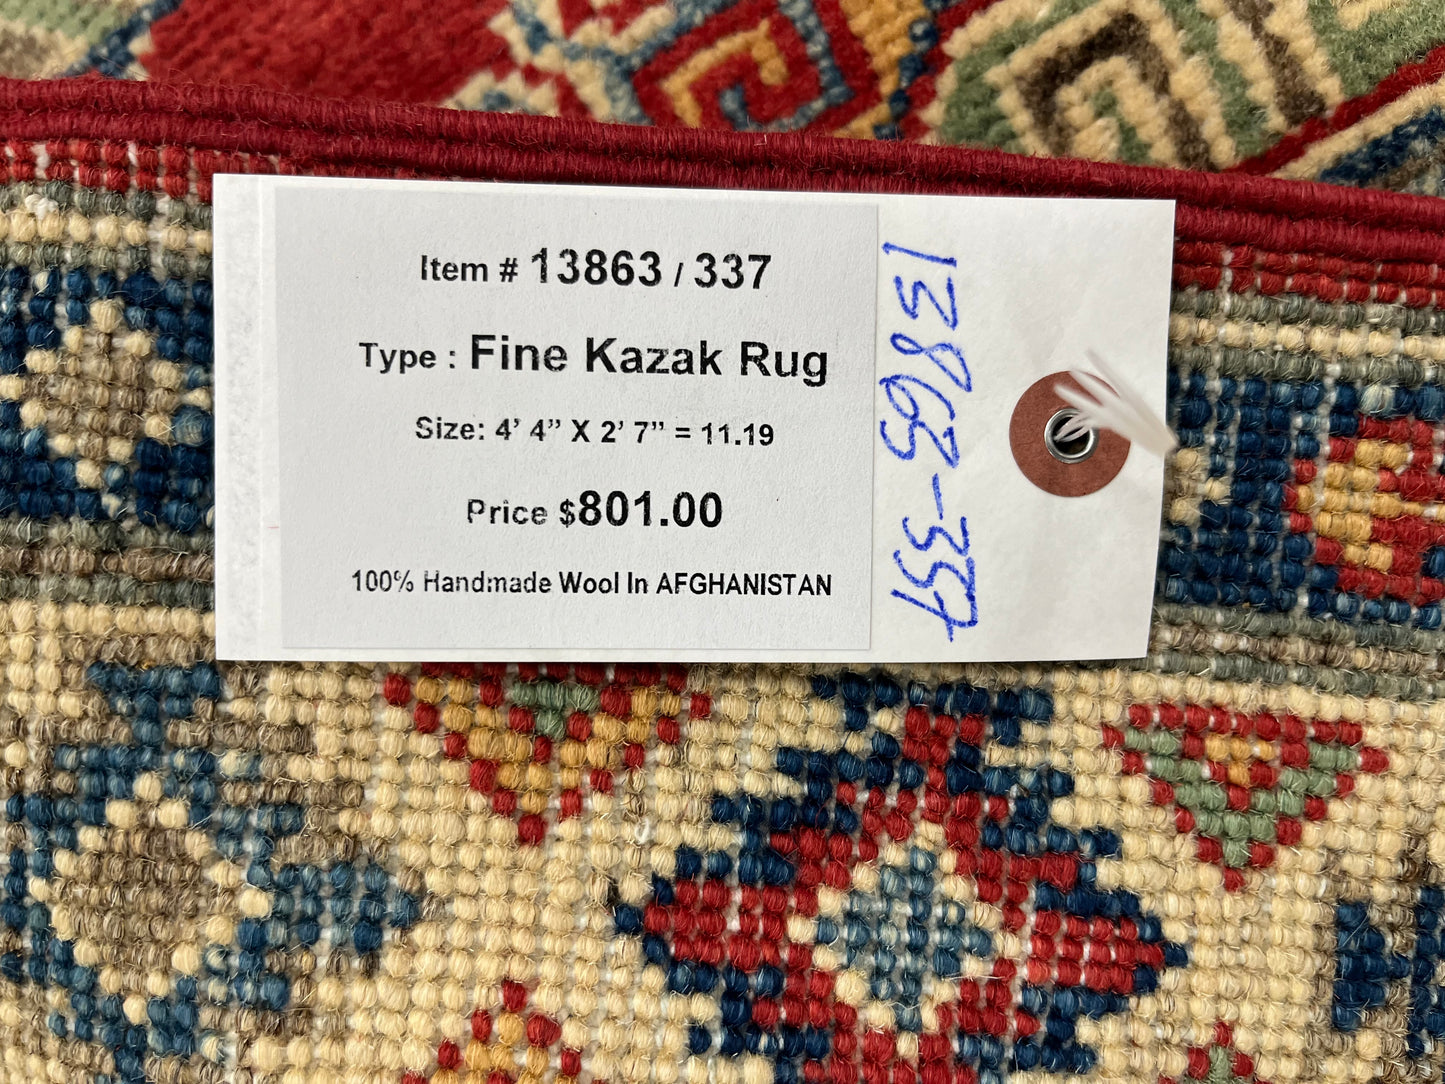 Item # 13863 / 337
Type : Fine Kazak Rug
Size: 4’ 4” X 2’ 7” = 11.19
Price $801.00
100% Handmade Wool In AFGHANISTAN
13863-337